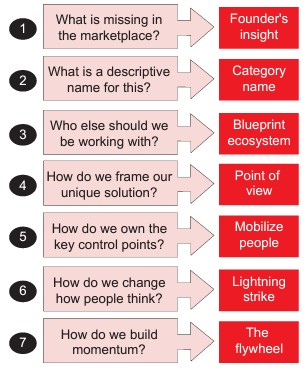 1
What is missing
in the marketplace?
Founder's
insight
2
What is a descriptive
name for this?
Category
name
3
Who else should we
be working with?
Blueprint
ecosystem
4
How do we frame our
unique solution?
Point of
view
5
How do we own the
key control points?
Mobilize
people
6
How do we change
how people think?
Lightning
strike
7
How do we build
momentum?
The
flywheel